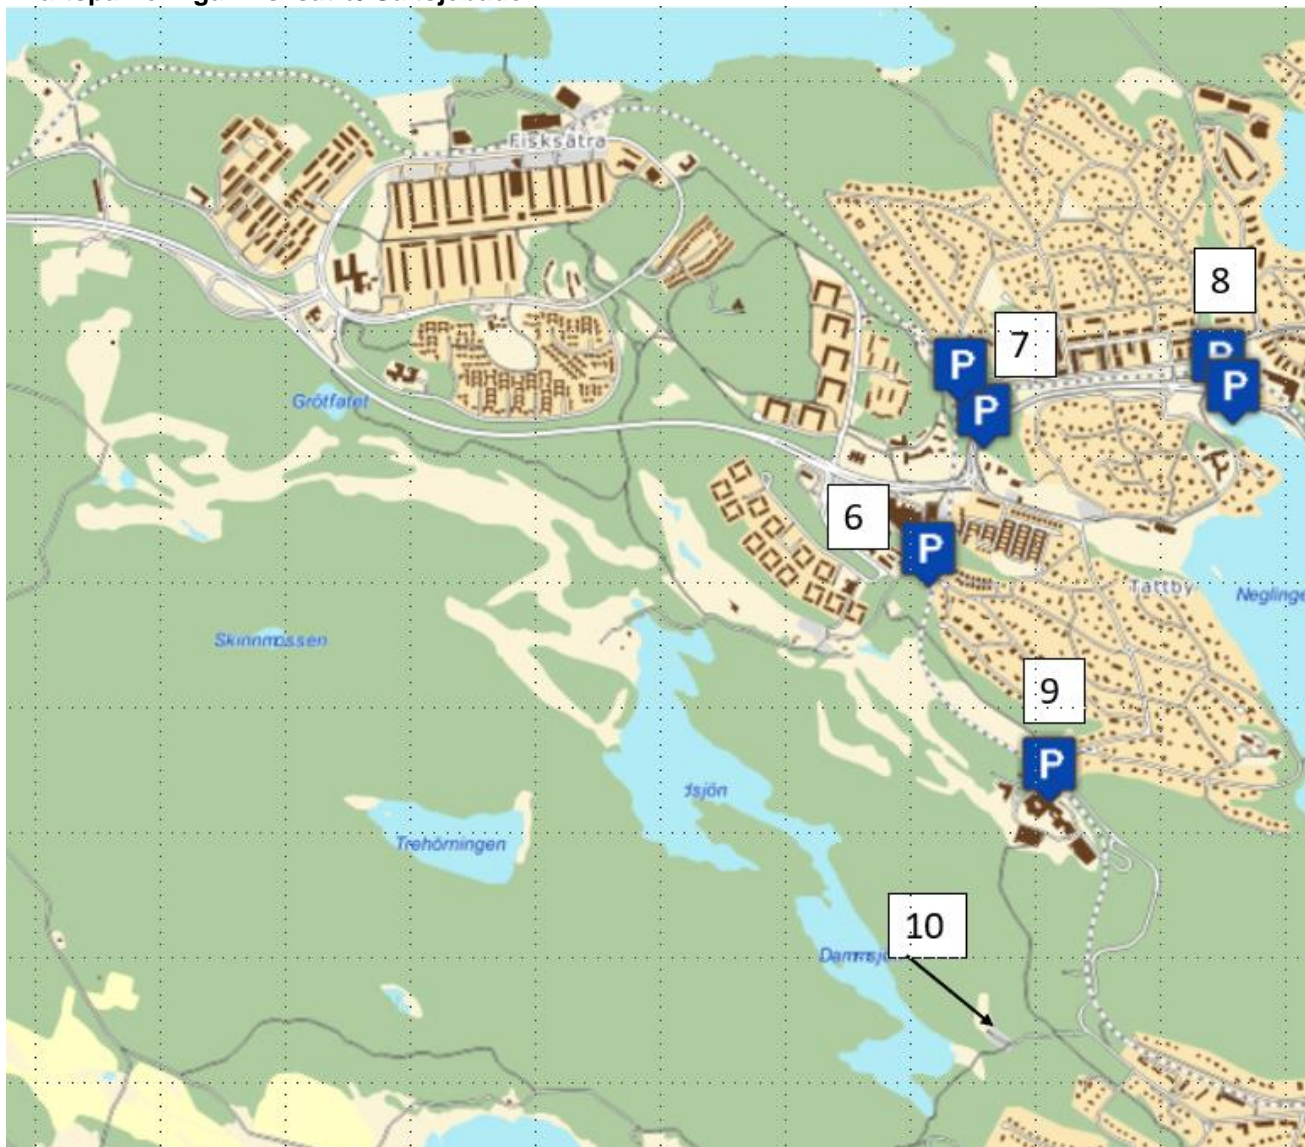 Fisksätra
8
7
P
P
P
P
Grötfatet
6
P
Tattby
Neglinge
Skinnmossen
9
P
Trehörningen
10